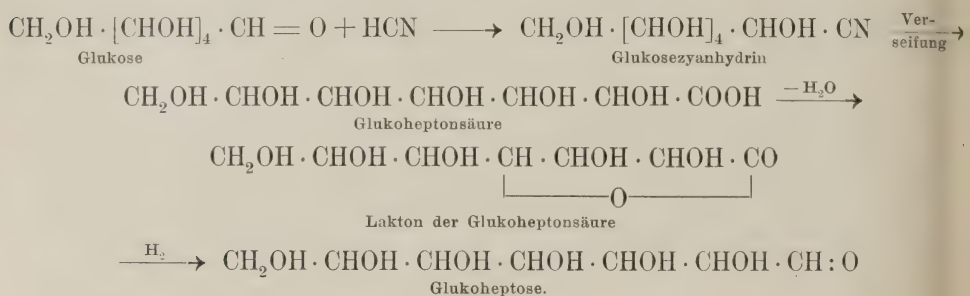 CH₂OH · [CHOH]₄ · CH = O + HCN ⟶ CH₂OH · [CHOH]₄ · CHOH · CN Ver-
seifung ⟶
Glukose Glukosezyanhydrin
CH₂OH · CHOH · CHOH · CHOH · CHOH · CHOH · COOH −H₂O ⟶
Glukoheptonsäure
CH₂OH · CHOH · CHOH · CH · CHOH · CHOH · CO
O
Lakton der Glukoheptonsäure
H₂ ⟶ CH₂OH · CHOH · CHOH · CHOH · CHOH · CHOH · CH : O
Glukoheptose.